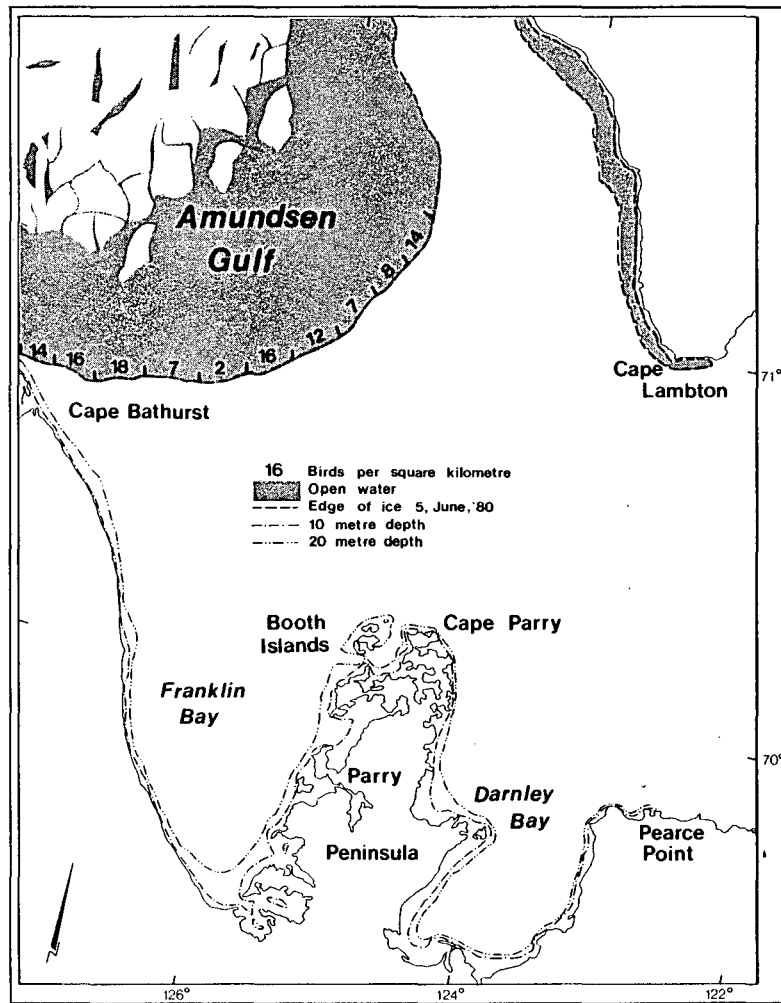 Amundsen
Gulf
14
16
18
7
2
16
12
7
8
14
Cape
Lambton
71°
Cape Bathurst
16 Birds per square kilometre
Open water
Edge of ice 5, June,'80
10 metre depth
20 metre depth
Booth
Islands
Cape Parry
Franklin
Bay
70°
Parry
Peninsula
Darnley
Bay
Pearce
Point
126°
124°
122°